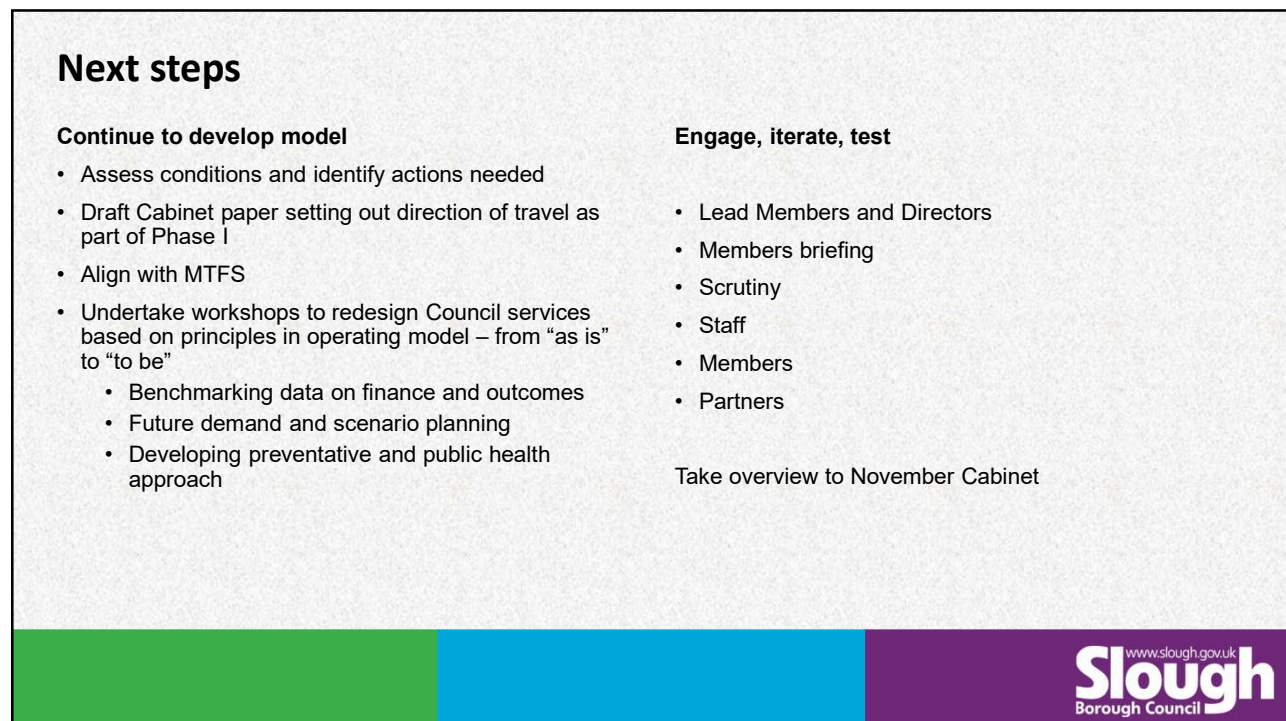 Next steps
Continue to develop model
• Assess conditions and identify actions needed
• Draft Cabinet paper setting out direction of travel as
part of Phase I
• Align with MTFS
• Undertake workshops to redesign Council services
based on principles in operating model – from “as is”
to “to be”
• Benchmarking data on finance and outcomes
• Future demand and scenario planning
• Developing preventative and public health
approach
Engage, iterate, test
• Lead Members and Directors
• Members briefing
• Scrutiny
• Staff
• Members
• Partners
Take overview to November Cabinet
www.slough.gov.uk
Slough
Borough Council